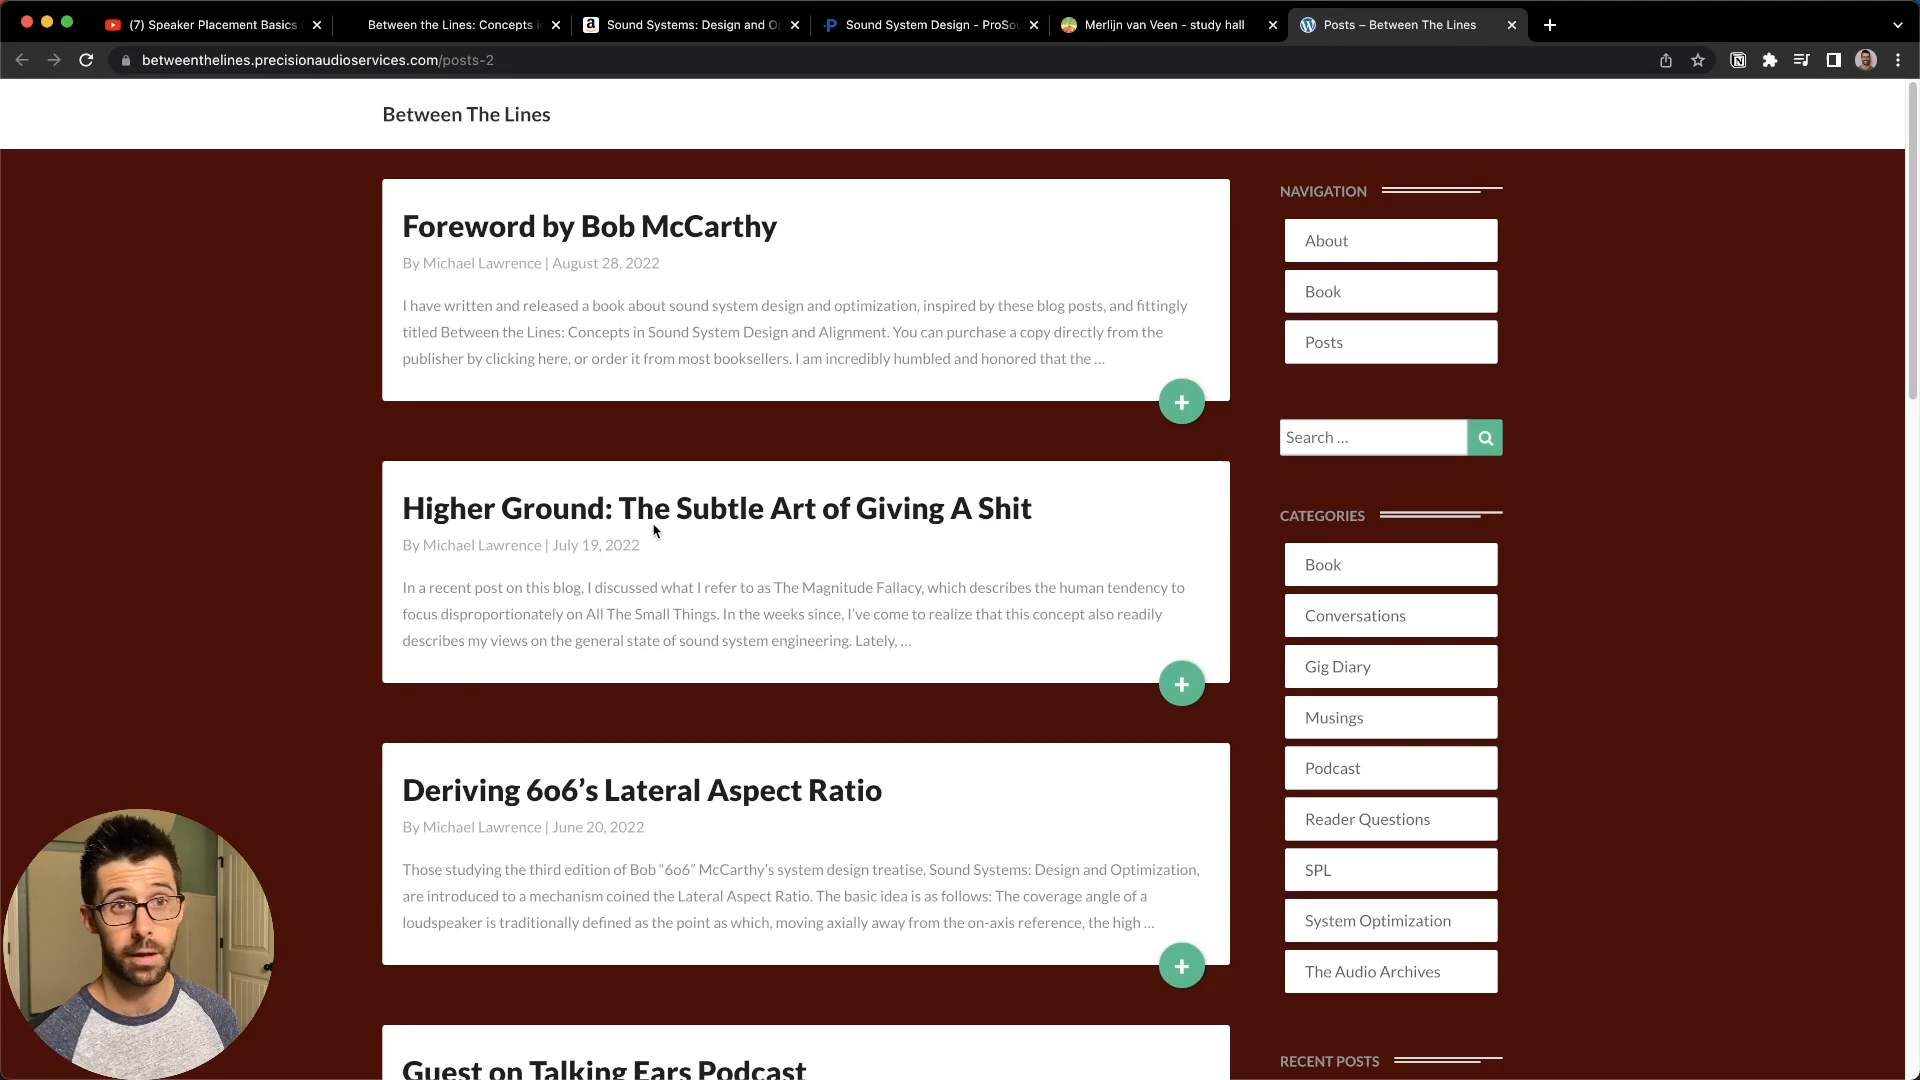 (7) Speaker Placement Basics
Between the Lines: Concepts i
Sound Systems: Design and Op
Sound System Design - ProSou
Merlijn van Veen - study hall
Posts – Between The Lines
betweenthelines.precisionaudioservices.com/posts-2
Between The Lines
Foreword by Bob McCarthy
By Michael Lawrence | August 28, 2022
I have written and released a book about sound system design and optimization, inspired by these blog posts, and fittingly
titled Between the Lines: Concepts in Sound System Design and Alignment. You can purchase a copy directly from the
publisher by clicking here, or order it from most booksellers. I am incredibly humbled and honored that the …
+
Higher Ground: The Subtle Art of Giving A Shit
By Michael Lawrence | July 19, 2022
In a recent post on this blog, I discussed what I refer to as The Magnitude Fallacy, which describes the human tendency to
focus disproportionately on All The Small Things. In the weeks since, I’ve come to realize that this concept also readily
describes my views on the general state of sound system engineering. Lately, …
+
Deriving 6o6’s Lateral Aspect Ratio
By Michael Lawrence | June 20, 2022
Those studying the third edition of Bob “6o6” McCarthy’s system design treatise, Sound Systems: Design and Optimization,
are introduced to a mechanism coined the Lateral Aspect Ratio. The basic idea is as follows: The coverage angle of a
loudspeaker is traditionally defined as the point as which, moving axially away from the on-axis reference, the high …
+
Guest on Talking Ears Podcast
NAVIGATION
About
Book
Posts
Search …
CATEGORIES
Book
Conversations
Gig Diary
Musings
Podcast
Reader Questions
SPL
System Optimization
The Audio Archives
RECENT POSTS